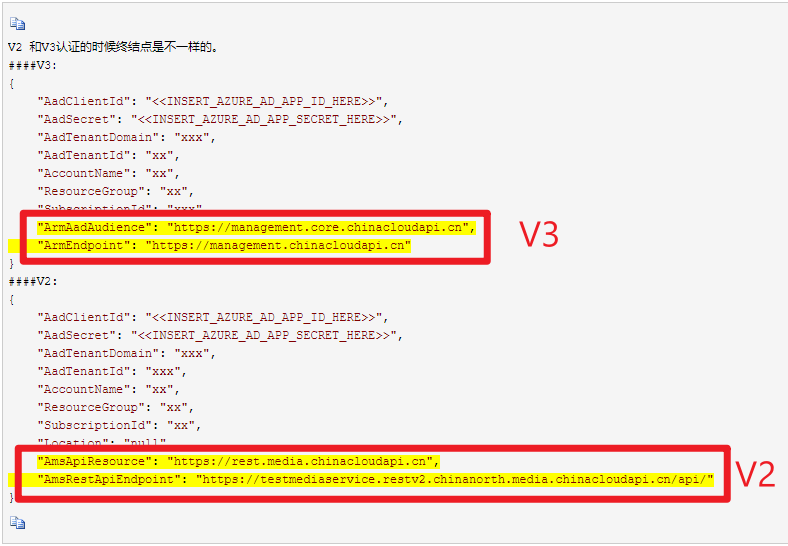 V2 和V3认证的时候终结点是不一样的。
####V3:
{
"AadClientId": "<<INSERT_AZURE_AD_APP_ID_HERE>>",
"AadSecret": "<<INSERT_AZURE_AD_APP_SECRET_HERE>>",
"AadTenantDomain": "xxx",
"AadTenantId": "xx",
"AccountName": "xx",
"ResourceGroup": "xx",
"SubscriptionId": "xxx",
"ArmAadAudience": "https://management.core.chinacloudapi.cn",
"ArmEndpoint": "https://management.chinacloudapi.cn"
V3
}
####V2:
{
"AadClientId": "<<INSERT_AZURE_AD_APP_ID_HERE>>",
"AadSecret": "<<INSERT_AZURE_AD_APP_SECRET_HERE>>",
"AadTenantDomain": "xxx",
"AadTenantId": "xxx",
"AccountName": "xx",
"ResourceGroup": "xx",
"SubscriptionId": "xx",
"Location": "null"
"AmsApiResource": "https://rest.media.chinacloudapi.cn",
"AmsRestApiEndpoint": "https://testmediaservice.restv2.chinanorth.media.chinacloudapi.cn/api/"
V2
}